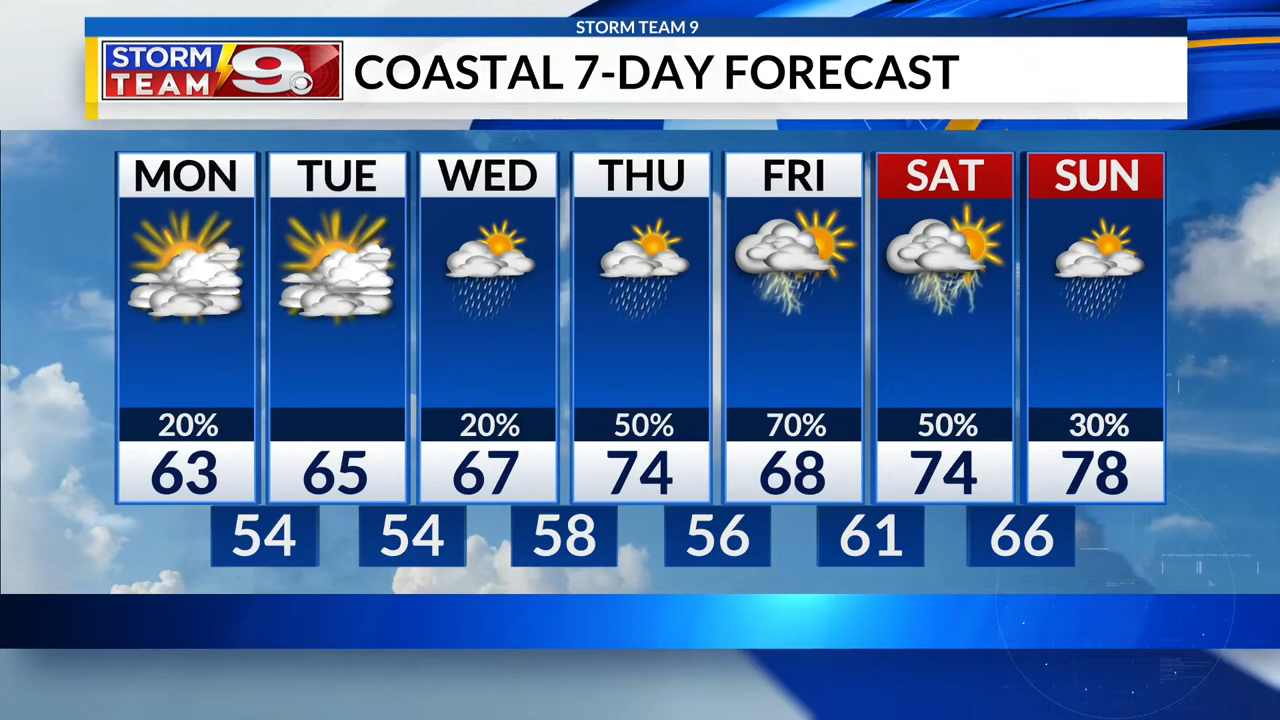 STORM TEAM 9
STORM
TEAM 9
COASTAL 7-DAY FORECAST
MON TUE WED THU FRI SAT SUN
20% 20% 50% 70% 50% 30%
63 65 67 74 68 74 78
54 54 58 56 61 66